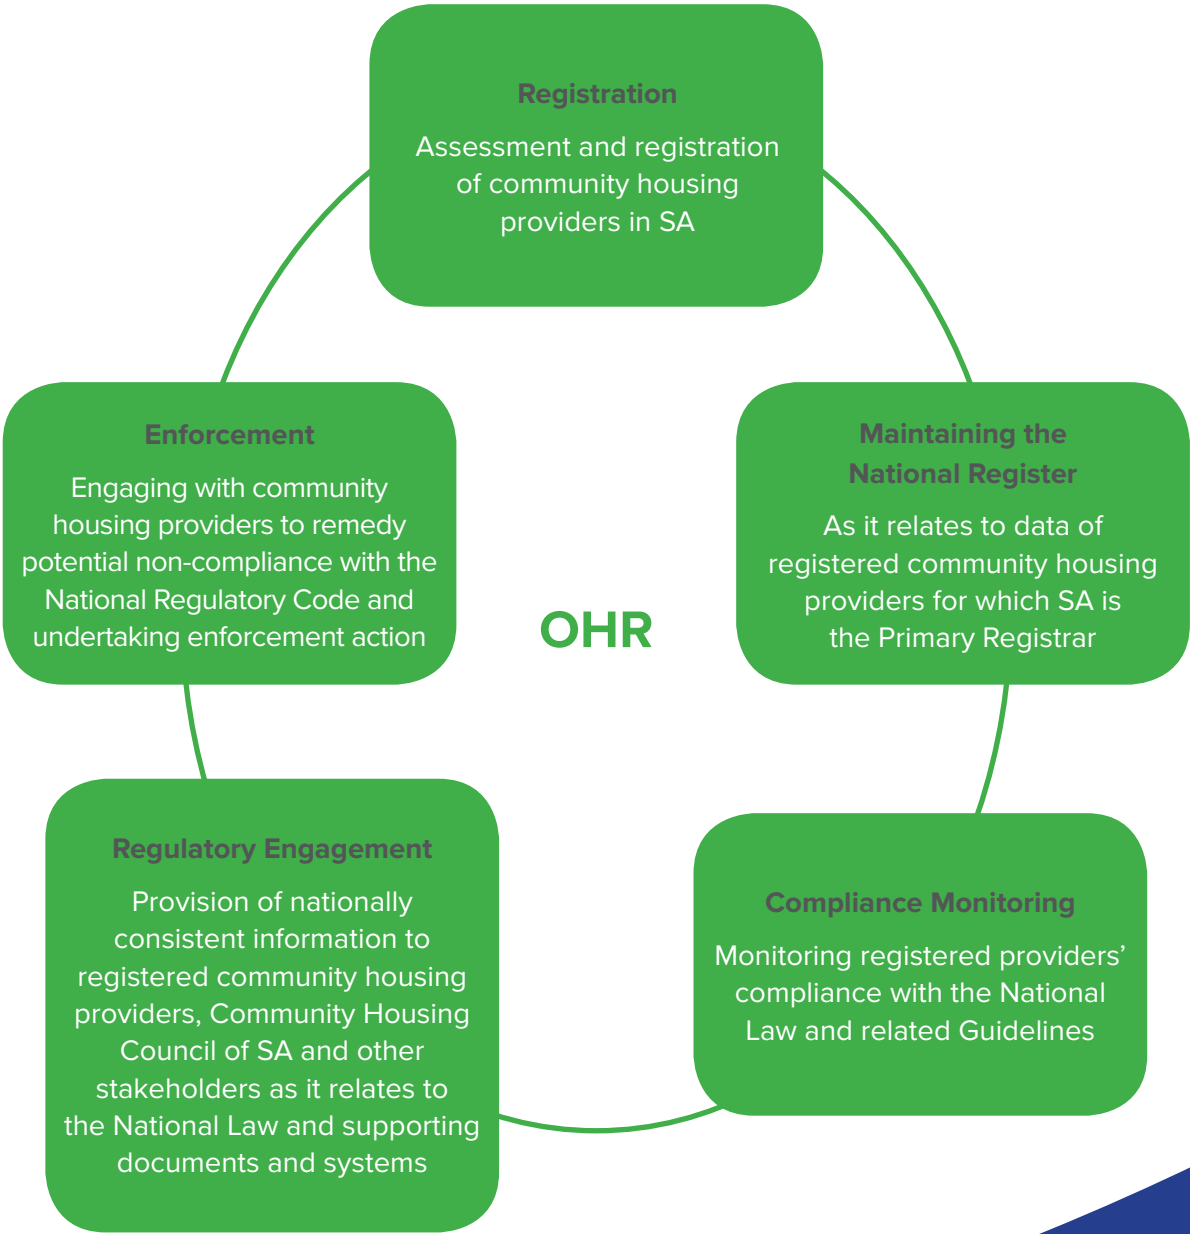 Registration
Assessment and registration
of community housing
providers in SA
Enforcement
Engaging with community
housing providers to remedy
potential non-compliance with the
National Regulatory Code and
undertaking enforcement action
OHR
Maintaining the
National Register
As it relates to data of
registered community housing
providers for which SA is
the Primary Registrar
Regulatory Engagement
Provision of nationally
consistent information to
registered community housing
providers, Community Housing
Council of SA and other
stakeholders as it relates to
the National Law and supporting
documents and systems
Compliance Monitoring
Monitoring registered providers’
compliance with the National
Law and related Guidelines